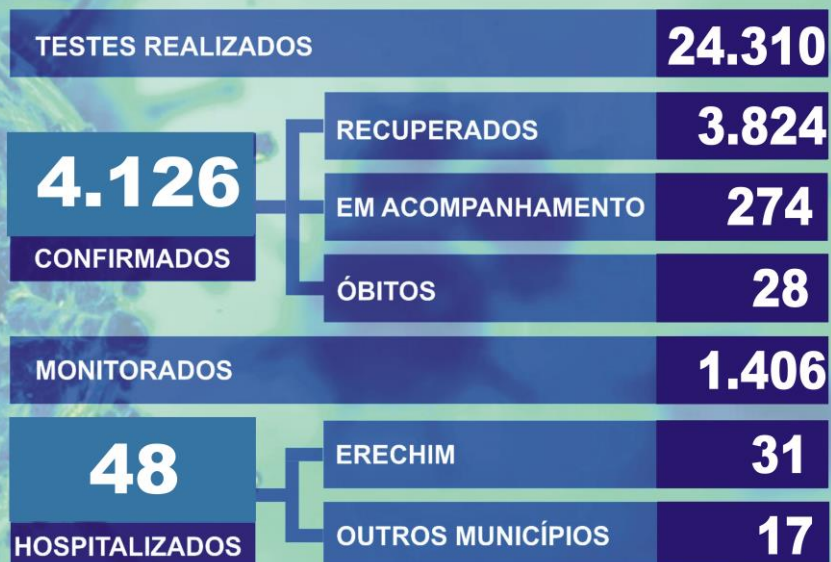 TESTES REALIZADOS 24.310
4.126
CONFIRMADOS
RECUPERADOS 3.824
EM ACOMPANHAMENTO 274
ÓBITOS 28
MONITORADOS 1.406
48
HOSPITALIZADOS
ERECHIM 31
OUTROS MUNICÍPIOS 17